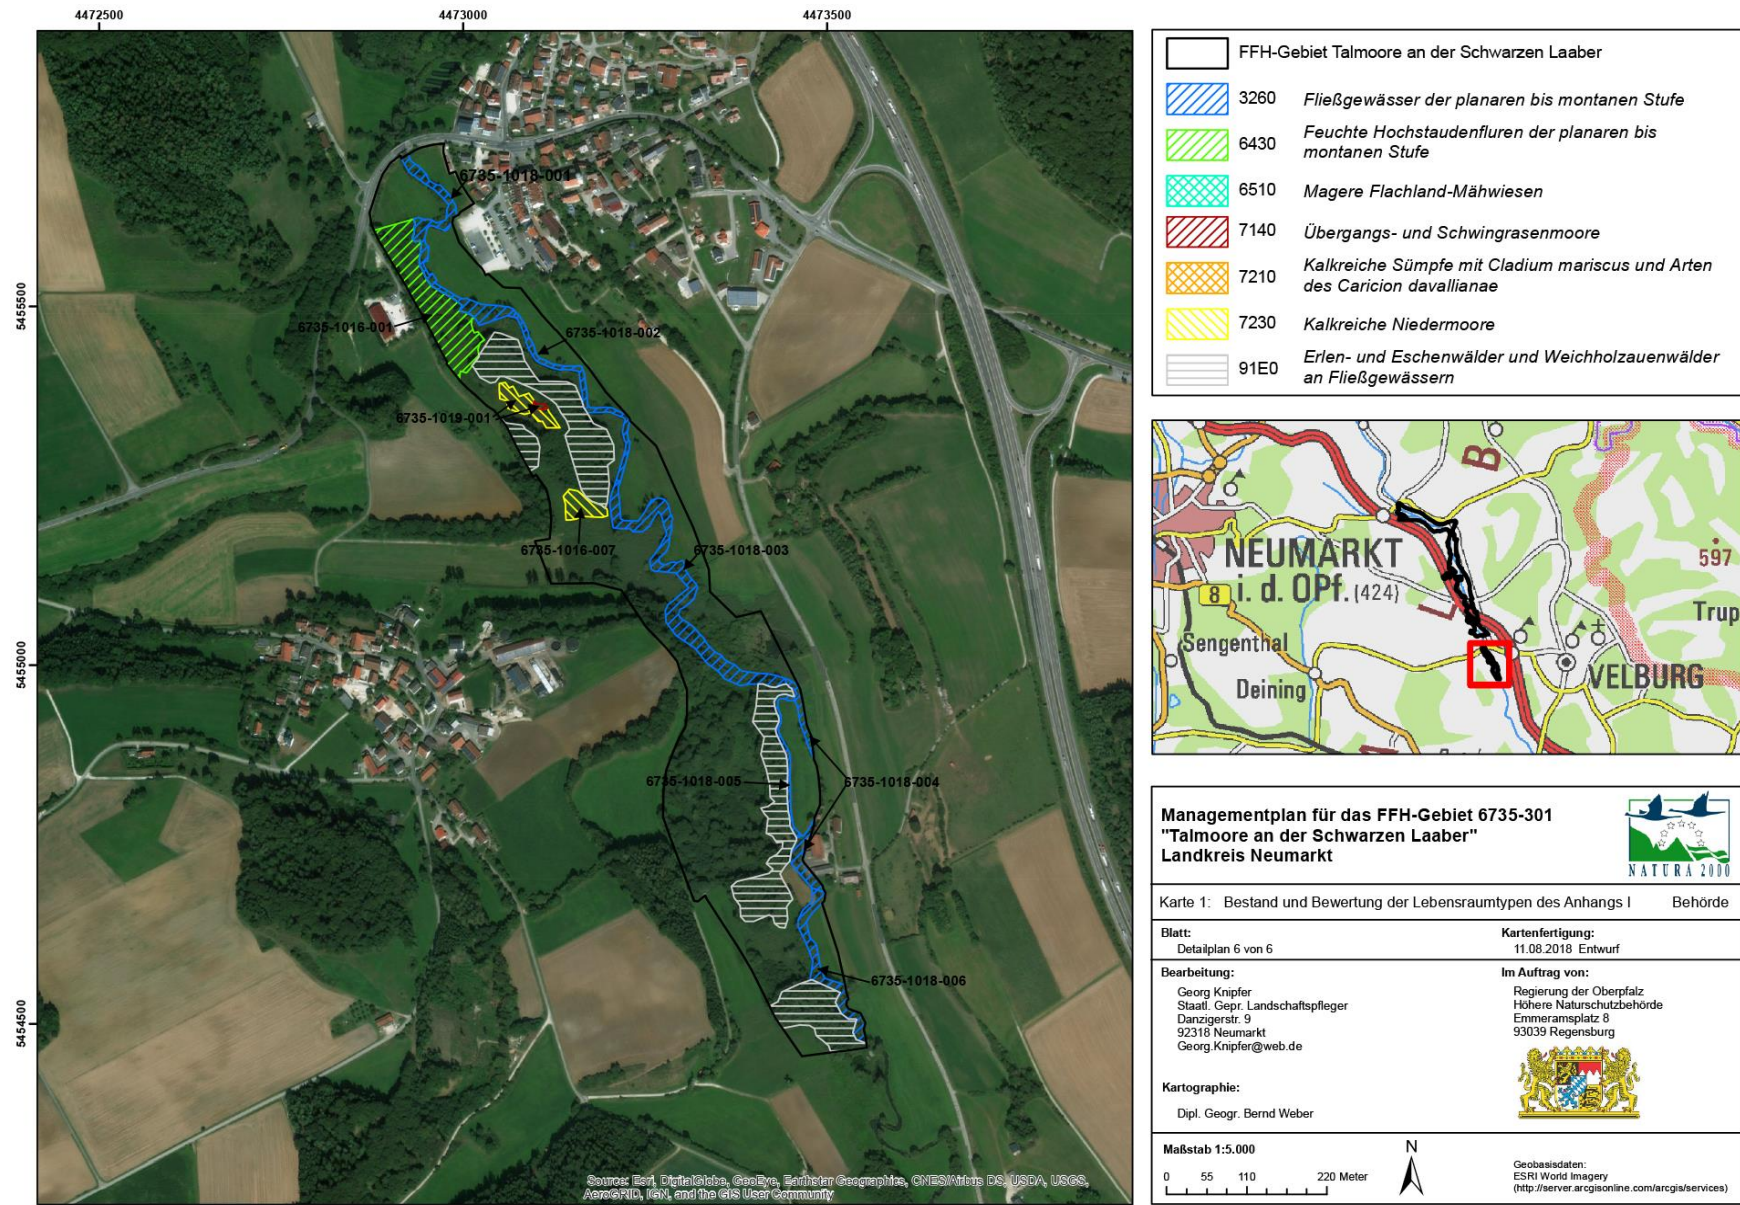 4472500
4473000
4473500
5455500
5455000
5454500
6735-1018-001
6735-1016-001
6735-1018-002
6735-1019-001
6735-1016-007
6735-1018-003
6735-1018-005
6735-1018-004
6735-1018-006
Source: Esri, DigitalGlobe, GeoEye, Earthstar Geographics, CNES/Airbus DS, USDA, USGS,
AeroGRID, IGN, and the GIS User Community
FFH-Gebiet Talmoore an der Schwarzen Laaber
3260 Fließgewässer der planaren bis montanen Stufe
6430 Feuchte Hochstaudenfluren der planaren bis
montanen Stufe
6510 Magere Flachland-Mähwiesen
7140 Übergangs- und Schwingrasenmoore
7210 Kalkreiche Sümpfe mit Cladium mariscus und Arten
des Caricion davallianae
7230 Kalkreiche Niedermoore
91E0 Erlen- und Eschenwälder und Weichholzauenwälder
an Fließgewässern
B
NEUMARKT
i. d. OPf. (424)
8
L
597
Trup
Sengenthal
Deining
VELBURG
Managementplan für das FFH-Gebiet 6735-301
"Talmoore an der Schwarzen Laaber"
Landkreis Neumarkt
NATURA 2000
Karte 1: Bestand und Bewertung der Lebensraumtypen des Anhangs I Behörde
Blatt:
Detailplan 6 von 6
Kartenfertigung:
11.08.2018 Entwurf
Bearbeitung:
Georg Knipfer
Staatl. Gepr. Landschaftspfleger
Danzigerstr. 9
92318 Neumarkt
Georg.Knipfer@web.de
Im Auftrag von:
Regierung der Oberpfalz
Höhere Naturschutzbehörde
Emmeramsplatz 8
93039 Regensburg
Kartographie:
Dipl. Geogr. Bernd Weber
Maßstab 1:5.000
0 55 110 220 Meter
N
Geobasisdaten:
ESRI World Imagery
(http://server.arcgisonline.com/arcgis/services)